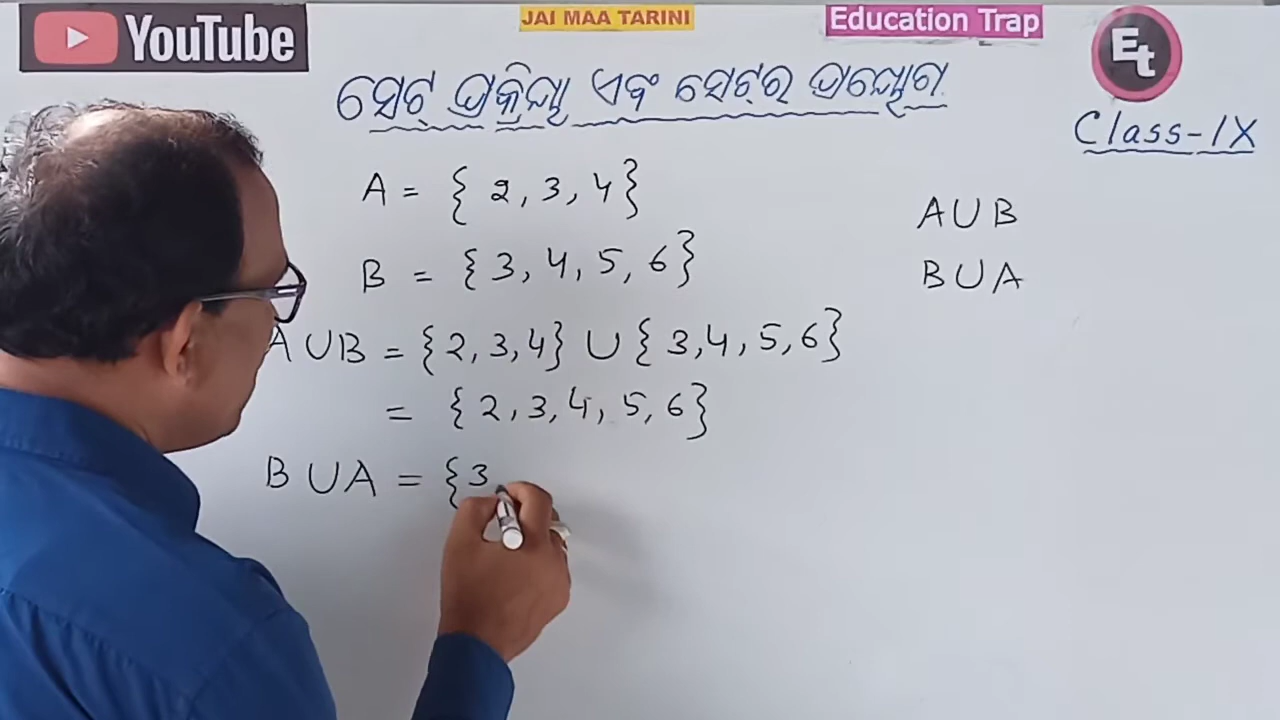 YouTube
JAI MAA TARINI
Education Trap
Et
ସେଟ୍ ପ୍ରକ୍ରିୟା ଏବଂ ସେଟ୍‌ର ପ୍ରୟୋଗ
Class-IX
A = { 2, 3, 4}
B = {3, 4, 5, 6}
A ∪ B
B ∪ A
A ∪ B = {2, 3, 4} ∪ { 3, 4, 5, 6}
= { 2, 3, 4, 5, 6}
B ∪ A = {3